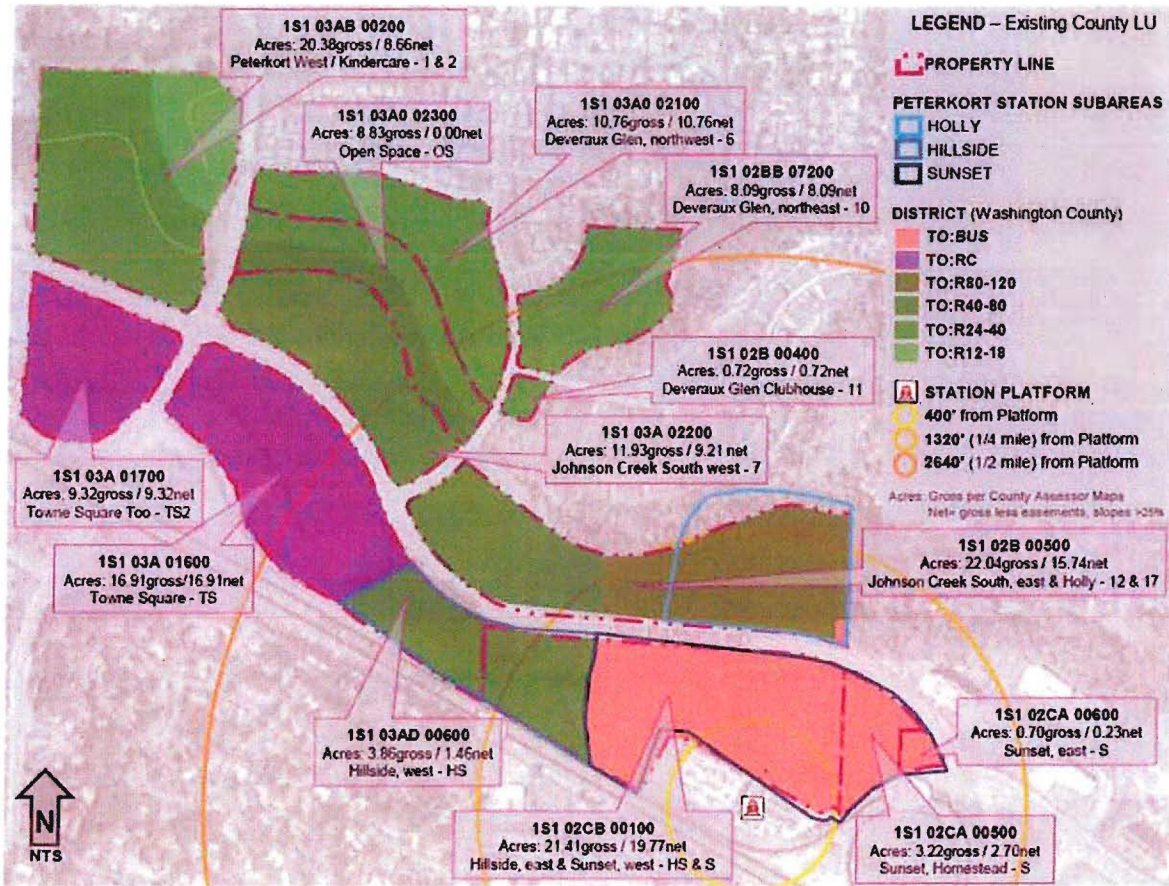 1S1 03AB 00200
Acres: 20.38gross / 8.66net
Peterkort West / Kindercare - 1 & 2
1S1 03A0 02300
Acres: 8.83gross / 0.00net
Open Space - OS
1S1 03A0 02100
Acres: 10.76gross / 10.76net
Deveraux Glen, northwest - 6
1S1 02BB 07200
Acres. 8.09gross / 8.09net
Deveraux Glen, northeast - 10
1S1 02B 00400
Acres. 0.72gross / 0.72net
Deveraux Glen Clubhouse - 11
1S1 03A 02200
Acres: 11.93gross / 9.21 net
Johnson Creek South west - 7
1S1 03A 01700
Acres. 9.32gross / 9.32net
Towne Square Too - TS2
1S1 03A 01600
Acres: 16.91gross/16.91net
Towne Square - TS
1S1 02B 00500
Acres: 22.04gross / 15.74net
Johnson Creek South, east & Holly - 12 & 17
1S1 03AD 00600
Acres: 3.86gross / 1.46net
Hillside, west - HS
1S1 02CA 00600
Acres: 0.70gross / 0.23net
Sunset, east - S
1S1 02CB 00100
Acres: 21.41gross / 19.77net
Hillside, east & Sunset, west - HS & S
1S1 02CA 00500
Acres: 3.22gross / 2.70net
Sunset, Homestead - S
N
NTS
LEGEND – Existing County LU
PROPERTY LINE
PETERKORT STATION SUBAREAS
HOLLY
HILLSIDE
SUNSET
DISTRICT (Washington County)
TO:BUS
TO:RC
TO:R80-120
TO:R40-80
TO:R24-40
TO:R12-18
STATION PLATFORM
400' from Platform
1320' (1/4 mile) from Platform
2640' (1/2 mile) from Platform
Acres: Gross per County Assessor Maps
Net= gross less easements, slopes >25%